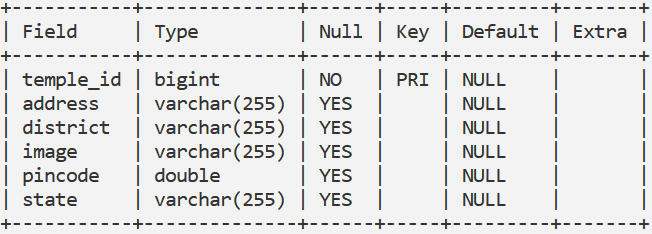 +-----------+--------------+------+-----+---------+-------+
| Field     | Type         | Null | Key | Default | Extra |
+-----------+--------------+------+-----+---------+-------+
| temple_id | bigint       | NO   | PRI | NULL    |       |
| address   | varchar(255) | YES  |     | NULL    |       |
| district  | varchar(255) | YES  |     | NULL    |       |
| image     | varchar(255) | YES  |     | NULL    |       |
| pincode   | double       | YES  |     | NULL    |       |
| state     | varchar(255) | YES  |     | NULL    |       |
+-----------+--------------+------+-----+---------+-------+